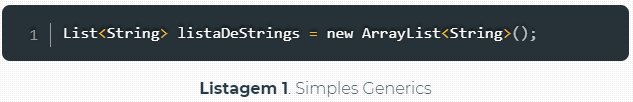 1 List<String> listaDeStrings = new ArrayList<String>();
Listagem 1. Simples Generics